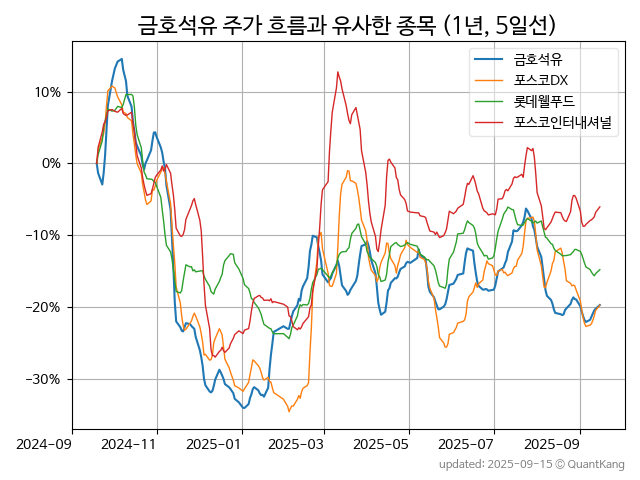 금호석유 주가 흐름과 유사한 종목 (1년, 5일선)
금호석유
포스코DX
롯데웰푸드
포스코인터내셔널
10%
0%
−10%
−20%
−30%
2024-09
2024-11
2025-01
2025-03
2025-05
2025-07
2025-09
updated: 2025-09-15 © QuantKang